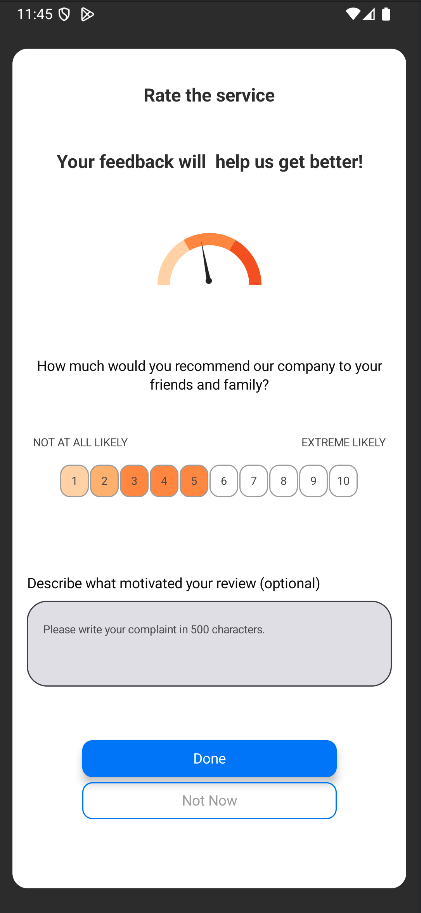 11:45
Rate the service
Your feedback will  help us get better!
How much would you recommend our company to your
friends and family?
NOT AT ALL LIKELY EXTREME LIKELY
1 2 3 4 5 6 7 8 9 10
Describe what motivated your review (optional)
Please write your complaint in 500 characters.
Done
Not Now